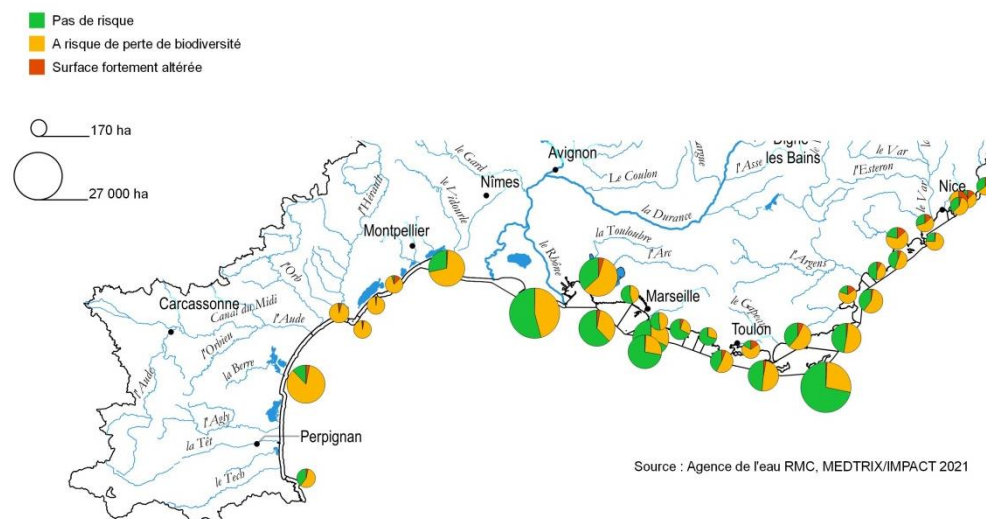 Pas de risque
A risque de perte de biodiversité
Surface fortement altérée
170 ha
27 000 ha
Avignon
les Bains
le Var
l'Asse
l'Esteron
Nice
le Var
le Gard
Nîmes
Le Coulon
la Durance
l'Hérault
le Vidourle
Montpellier
le Rhône
la Touloubre
l'Arc
l'Argens
l'Orb
Marseille
Carcassonne
Canal du Midi
l'Aude
l'Orbieu
Toulon
la Berre
l'Aude
l'Agly
la Têt
Perpignan
le Tech
Source : Agence de l'eau RMC, MEDTRIX/IMPACT 2021